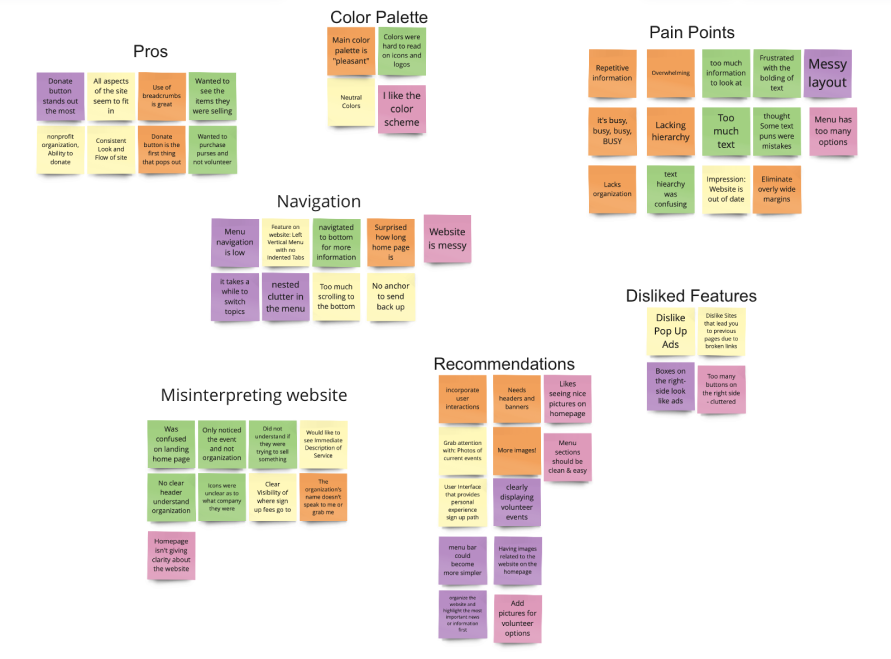 Color Palette
Main color
palette is
"pleasant"
Colors were
hard to read
on icons and
logos
Neutral
Colors
I like the
color
scheme
Pros
Donate
button
stands out
the most
All aspects
of the site
seem to fit
in
Use of
breadcrumbs
is great
Wanted to
see the
items they
were selling
nonprofit
organization,
Ability to
donate
Consistent
Look and
Flow of site
Donate
button is the
first thing
that pops out
Wanted to
purchase
purses and
not volunteer
Pain Points
Repetitive
information
Overwhelming
too much
information
to look at
Frustrated
with the
bolding of
text
Messy
layout
it's busy,
busy, busy,
BUSY
Lacking
hierarchy
Too
much
text
thought
Some text
puns were
mistakes
Menu has
too many
options
Lacks
organization
text
hiearchy
was
confusing
Impression:
Website is
out of date
Eliminate
overly wide
margins
Navigation
Menu
navigation
is low
Feature on
website: Left
Vertical Menu
with no
Indented Tabs
navigtated
to bottom
for more
information
Surprised
how long
home page
is
Website
is messy
it takes a
while to
switch
topics
nested
clutter in
the menu
Too much
scrolling to
the bottom
No anchor
to send
back up
Disliked Features
Dislike
Pop Up
Ads
Dislike Sites
that lead you
to previous
pages due to
broken links
Boxes on
the right-
side look
like ads
Too many
buttons on
the right side
- cluttered
Misinterpreting website
Was
confused
on landing
home page
Only noticed
the event
and not
organization
Did not
understand if
they were
trying to sell
something
Would like to
see Immediate
Description of
Service
No clear
header
understand
organization
Icons were
unclear as to
what company
they were
Clear
Visibility of
where sign
up fees go to
The
organization's
name doesn't
speak to me or
grab me
Homepage
isn't giving
clarity about
the website
Recommendations
incorporate
user
interactions
Needs
headers and
banners
Likes
seeing nice
pictures on
homepage
Grab attention
with: Photos of
current events
More images!
Menu
sections
should be
clean & easy
User Interface
that provides
personal
experience
sign up path
clearly
displaying
volunteer
events
menu bar
could
become
more simpler
Having images
related to the
website on the
homepage
organize the
website and
highlight the most
important news
or information
first
Add
pictures for
volunteer
options